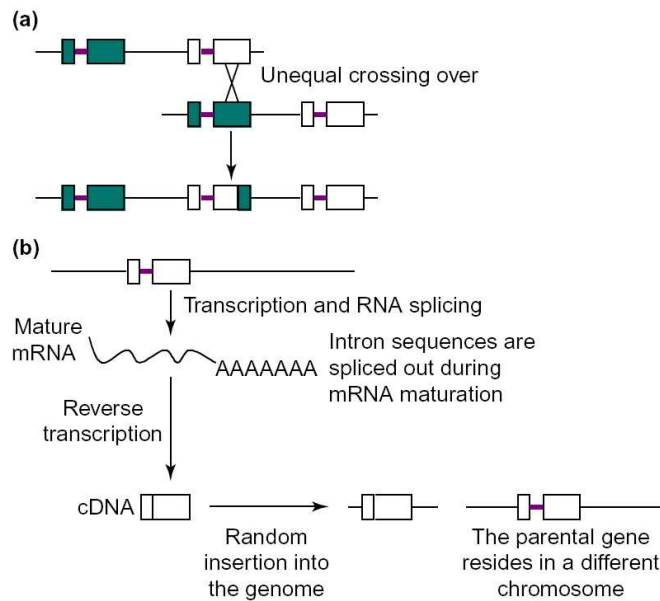 (a)
Unequal crossing over
(b)
Transcription and RNA splicing
Mature
mRNA
AAAAAAA
Intron sequences are
spliced out during
mRNA maturation
Reverse
transcription
cDNA
Random
insertion into
the genome
The parental gene
resides in a different
chromosome